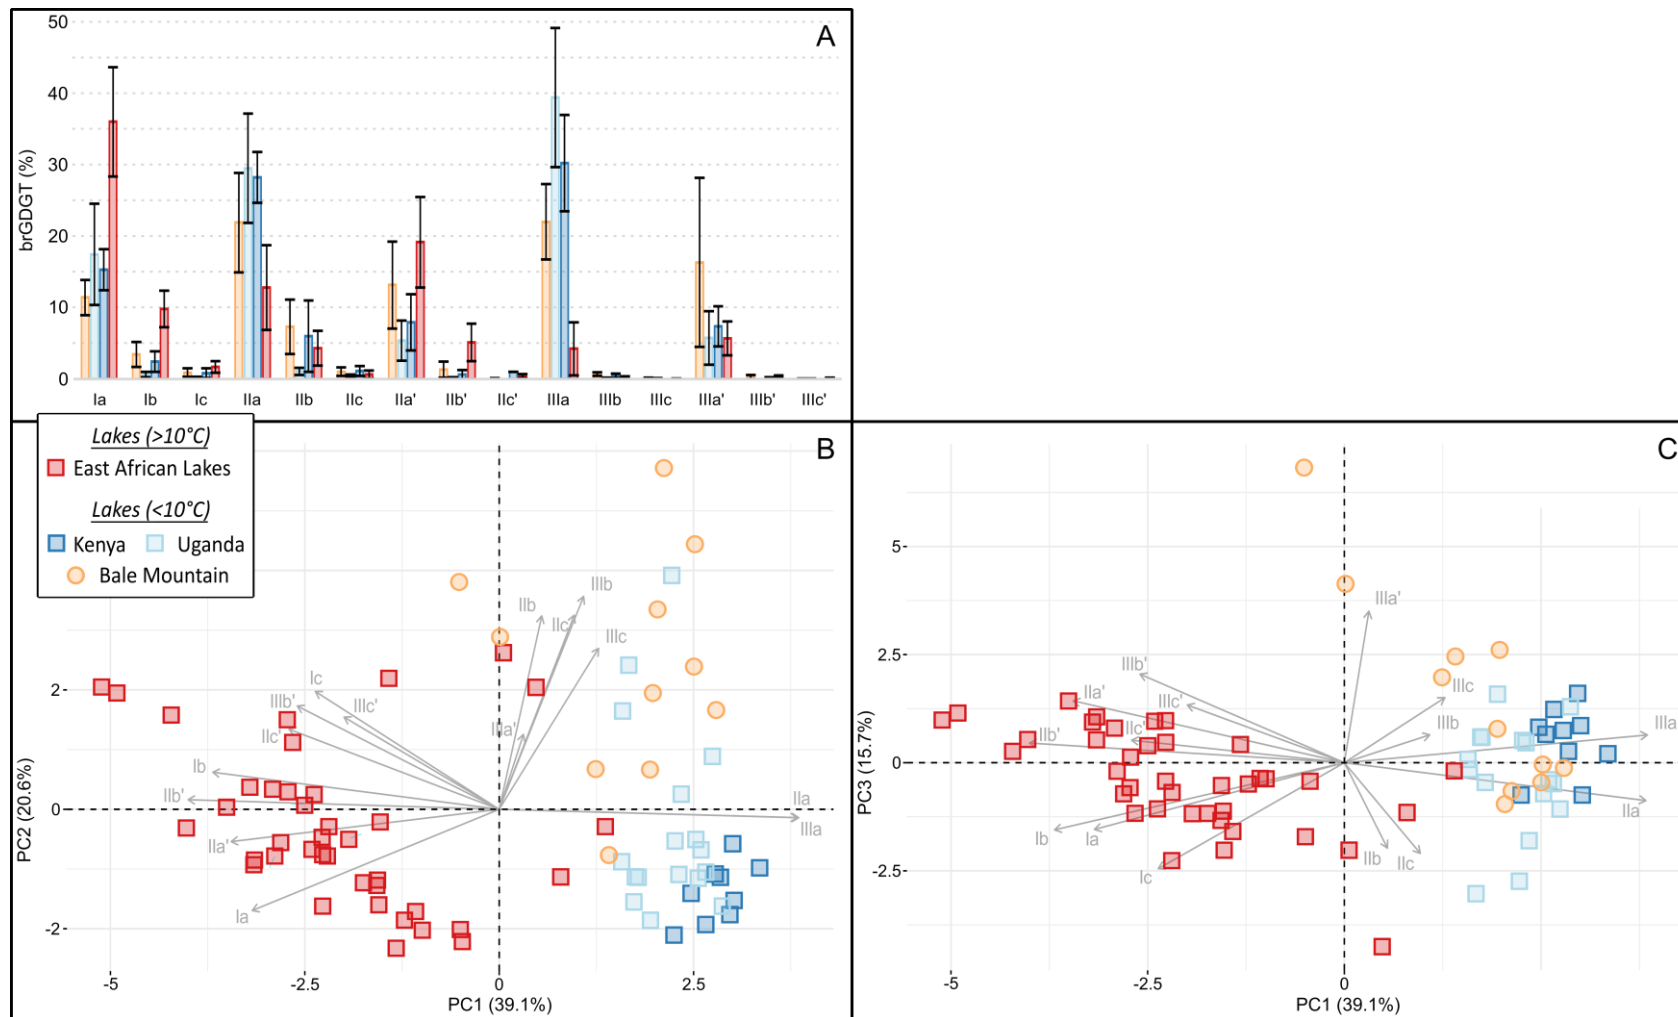 A
50
40
30
20
10
0
brGDGT (%)
Ia Ib Ic IIa IIb IIc IIa' IIb' IIc' IIIa IIIb IIIc IIIa' IIIb' IIIc'
Lakes (>10°C)
East African Lakes
Lakes (<10°C)
Kenya Uganda
Bale Mountain
B
IIIb
IIb
IIc
IIIc
Ic
IIIb'
IIIc'
IIc'
IIIa'
Ib
IIb'
IIa
IIIa
IIa'
Ia
2
0
-2
PC2 (20.6%)
-5 -2.5 0 2.5
PC1 (39.1%)
C
IIIa'
IIIb'
IIa'
IIIc'
IIIc
IIb'
IIc'
IIIb
IIIa
IIa
Ib
Ia
Ic
IIb
IIc
5
2.5
0
-2.5
PC3 (15.7%)
-5 -2.5 0
PC1 (39.1%)